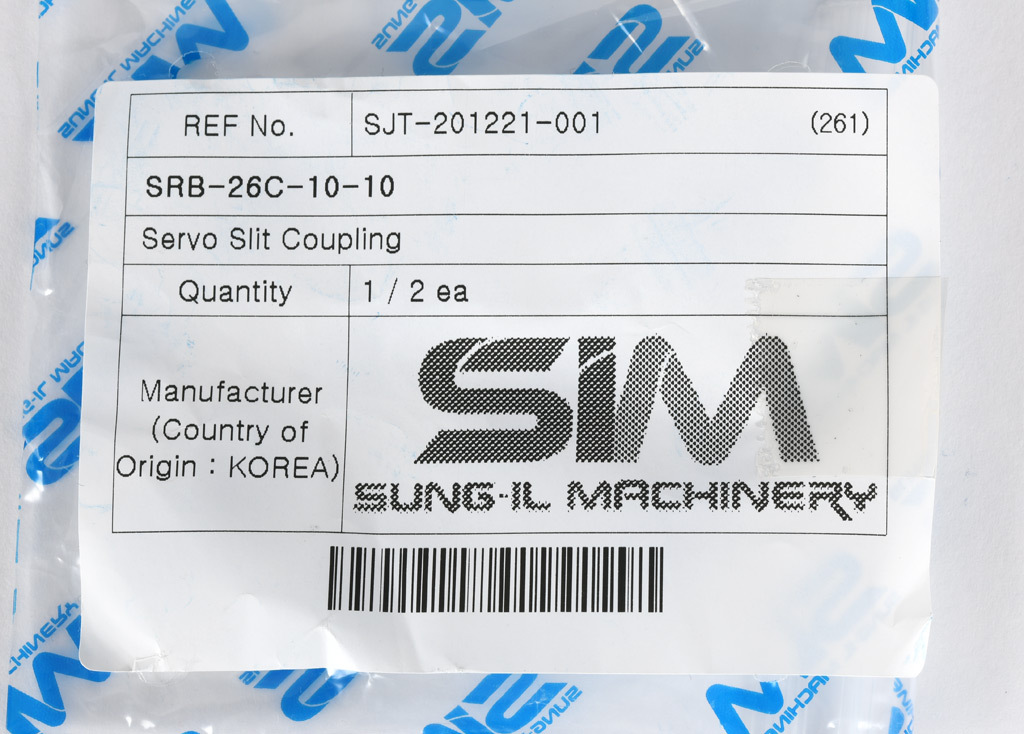 REF No. SJT-201221-001 (261)
SRB-26C-10-10
Servo Slit Coupling
Quantity 1 / 2 ea
Manufacturer
(Country of
Origin : KOREA)
SIM
SUNG-IL MACHINERY